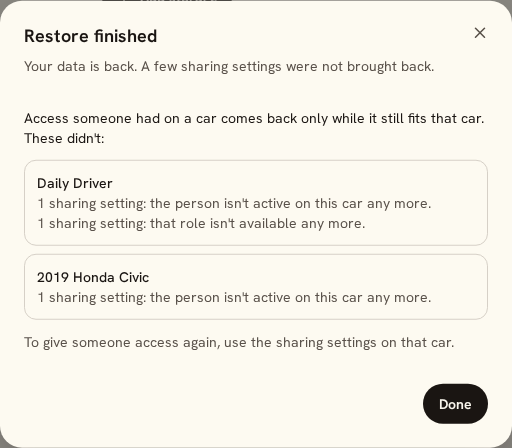 Restore finished
Your data is back. A few sharing settings were not brought back.
Access someone had on a car comes back only while it still fits that car.
These didn't:
Daily Driver
1 sharing setting: the person isn't active on this car any more.
1 sharing setting: that role isn't available any more.
2019 Honda Civic
1 sharing setting: the person isn't active on this car any more.
To give someone access again, use the sharing settings on that car.
Done